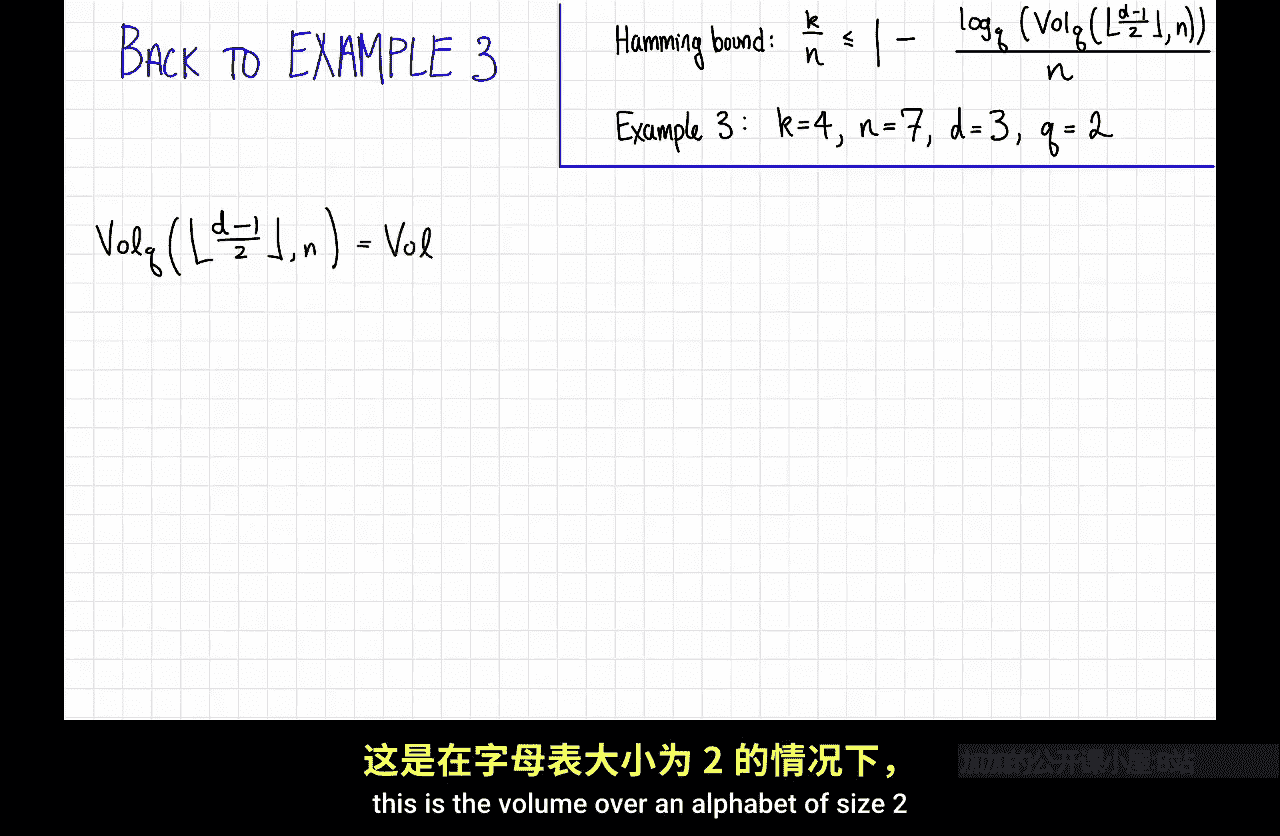 BACK TO EXAMPLE 3
Hamming bound: k/n ≤ 1 − log_q (Vol_q(⌊(d−1)/2⌋, n)) / n
Example 3: k=4, n=7, d=3, q=2
Vol_q(⌊(d−1)/2⌋, n) = Vol
这是在字母表大小为 2 的情况下，
this is the volume over an alphabet of size 2